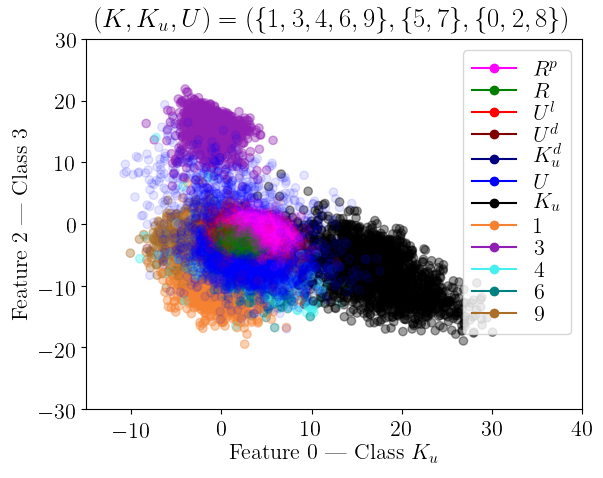 (K, K_u, U) = ({1, 3, 4, 6, 9}, {5, 7}, {0, 2, 8})
30
20
10
0
−10
−20
−30
Feature 2 — Class 3
R^p
R
U^l
U^d
K_u^d
U
K_u
1
3
4
6
9
−10
0
10
20
30
40
Feature 0 — Class K_u